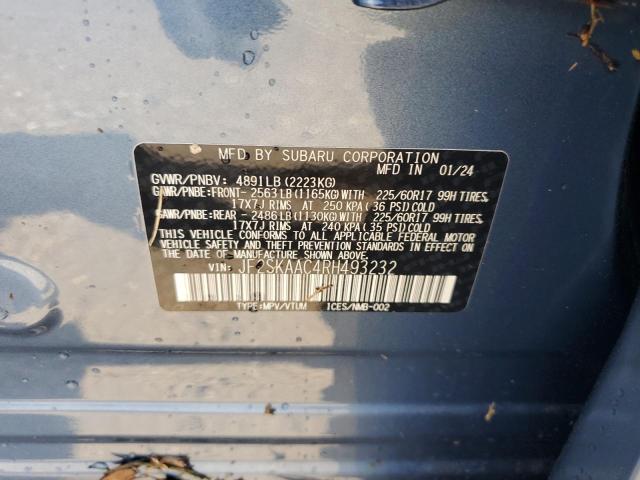 MFD BY SUBARU CORPORATION
GVWR/PNBV: 4891LB (2223KG) MFD IN 01/24
GAWR/PNBE:FRONT- 2563LB (1165KG)WITH 225/60R17 99H TIRES,
17X7J RIMS AT 250 KPA (36 PSI) COLD
GAWR/PNBE:REAR - 2486LB (1130KG)WITH 225/60R17 99H TIRES,
17X7J RIMS AT 240 KPA (35 PSI) COLD
THIS VEHICLE CONFORMS TO ALL APPLICABLE FEDERAL MOTOR
VEHICLE SAFETY AND THEFT PREVENTION STANDARDS IN EFFECT ON
THE DATE OF MANUFACTURE SHOWN ABOVE.
VIN: JF2SKAAC4RH493232
TYPE:MPV/VTUM ICES/NMB-002